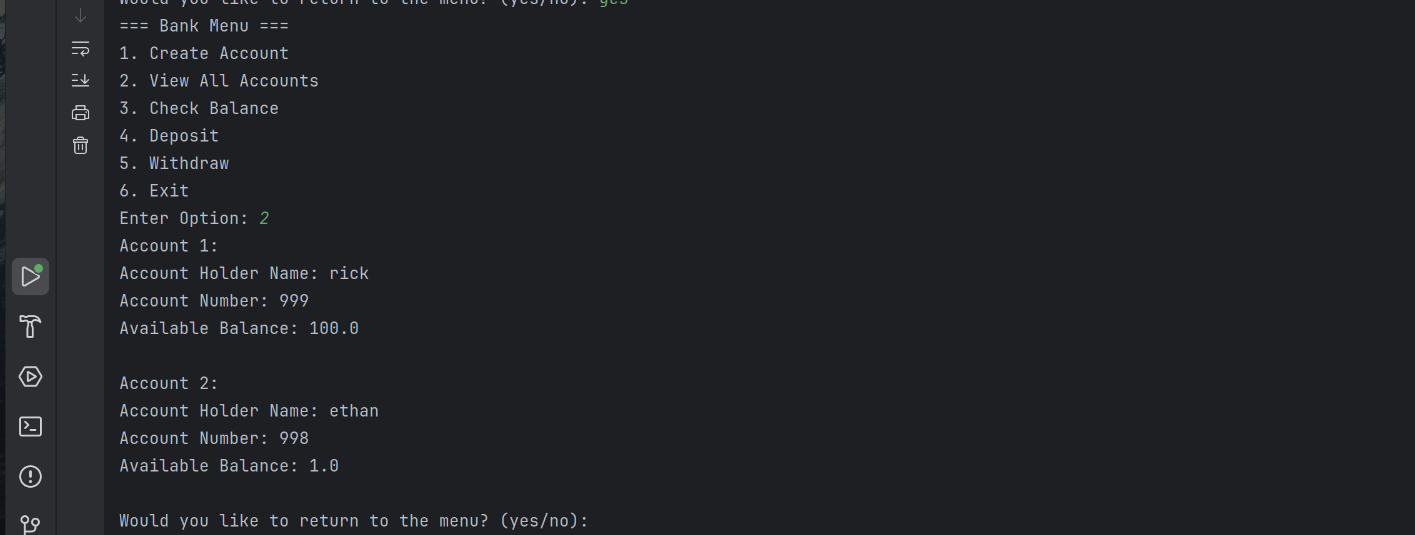 Would you like to return to the menu? (yes/no): yes
=== Bank Menu ===
1. Create Account
2. View All Accounts
3. Check Balance
4. Deposit
5. Withdraw
6. Exit
Enter Option: 2
Account 1:
Account Holder Name: rick
Account Number: 999
Available Balance: 100.0
Account 2:
Account Holder Name: ethan
Account Number: 998
Available Balance: 1.0
Would you like to return to the menu? (yes/no):